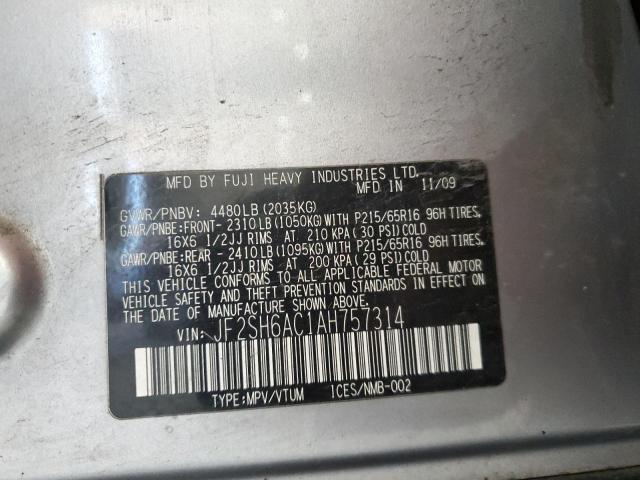 MFD BY FUJI HEAVY INDUSTRIES LTD.
MFD IN 11/09
GVWR/PNBV: 4480LB (2035KG)
GAWR/PNBE:FRONT- 2310LB (1050KG)WITH P215/65R16 96H TIRES,
16X6 1/2JJ RIMS AT 210 KPA ( 30 PSI)COLD
GAWR/PNBE:REAR - 2410LB (1095KG)WITH P215/65R16 96H TIRES,
16X6 1/2JJ RIMS AT 200 KPA ( 29 PSI)COLD
THIS VEHICLE CONFORMS TO ALL APPLICABLE FEDERAL MOTOR
VEHICLE SAFETY AND THEFT PREVENTION STANDARDS IN EFFECT ON
THE DATE OF MANUFACTURE SHOWN ABOVE.
VIN: JF2SH6AC1AH757314
TYPE:MPV/VTUM ICES/NMB-002